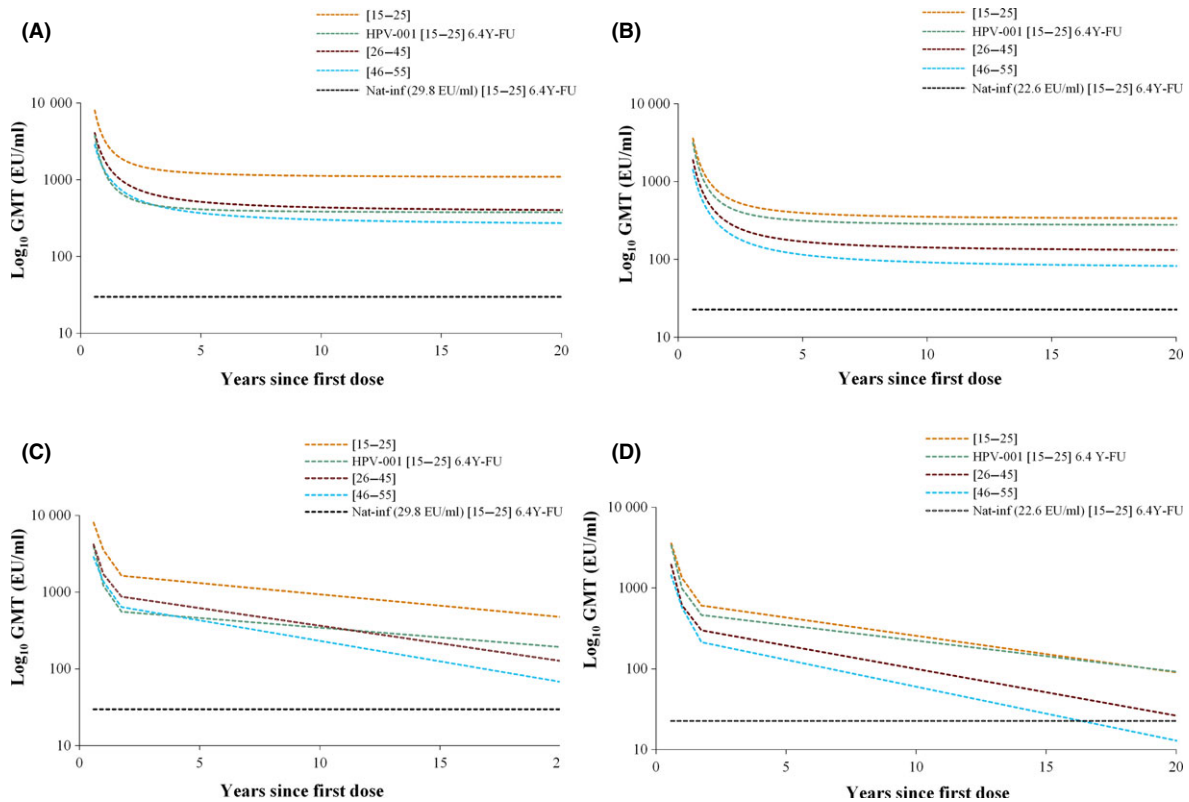 (A)
[15–25]
HPV-001 [15–25] 6.4Y-FU
[26–45]
[46–55]
Nat-inf (29.8 EU/ml) [15–25] 6.4Y-FU
Log10 GMT (EU/ml)
10 000
1000
100
10
0
5
10
15
20
Years since first dose
(B)
[15–25]
HPV-001 [15–25] 6.4Y-FU
[26–45]
[46–55]
Nat-inf (22.6 EU/ml) [15–25] 6.4Y-FU
Log10 GMT (EU/ml)
10 000
1000
100
10
0
5
10
15
20
Years since first dose
(C)
[15–25]
HPV-001 [15–25] 6.4Y-FU
[26–45]
[46–55]
Nat-inf (29.8 EU/ml) [15–25] 6.4Y-FU
Log10 GMT (EU/ml)
10 000
1000
100
10
0
5
10
15
2
Years since first dose
(D)
[15–25]
HPV-001 [15–25] 6.4 Y-FU
[26–45]
[46–55]
Nat-inf (22.6 EU/ml) [15–25] 6.4Y-FU
Log10 GMT (EU/ml)
10 000
1000
100
10
0
5
10
15
20
Years since first dose